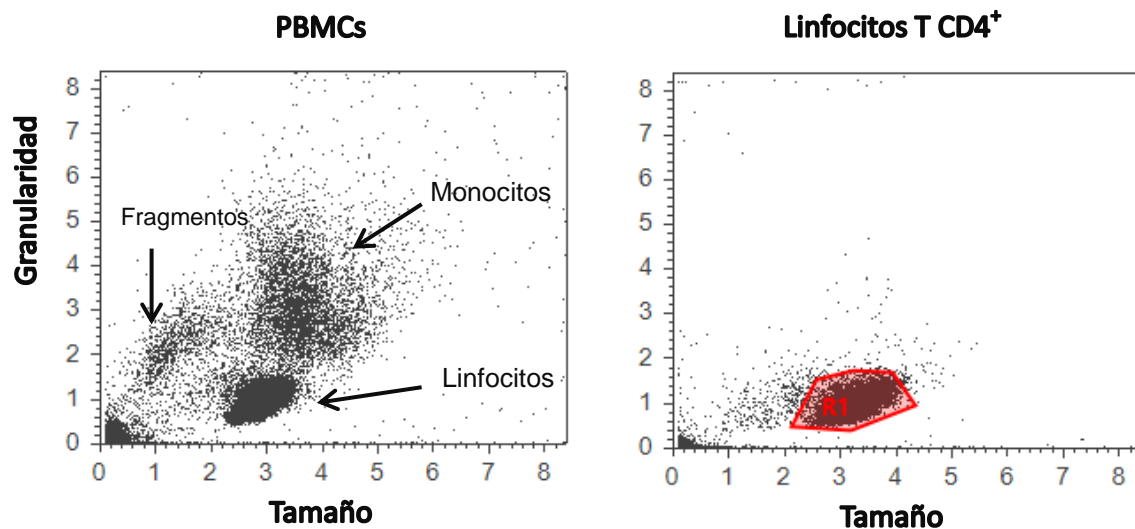 PBMCs
Granularidad
8
7
6
5
4
3
2
1
0
Fragmentos
Monocitos
Linfocitos
0 1 2 3 4 5 6 7 8
Tamaño
Linfocitos T CD4⁺
8
7
6
5
4
3
2
1
0
R1
0 1 2 3 4 5 6 7 8
Tamaño